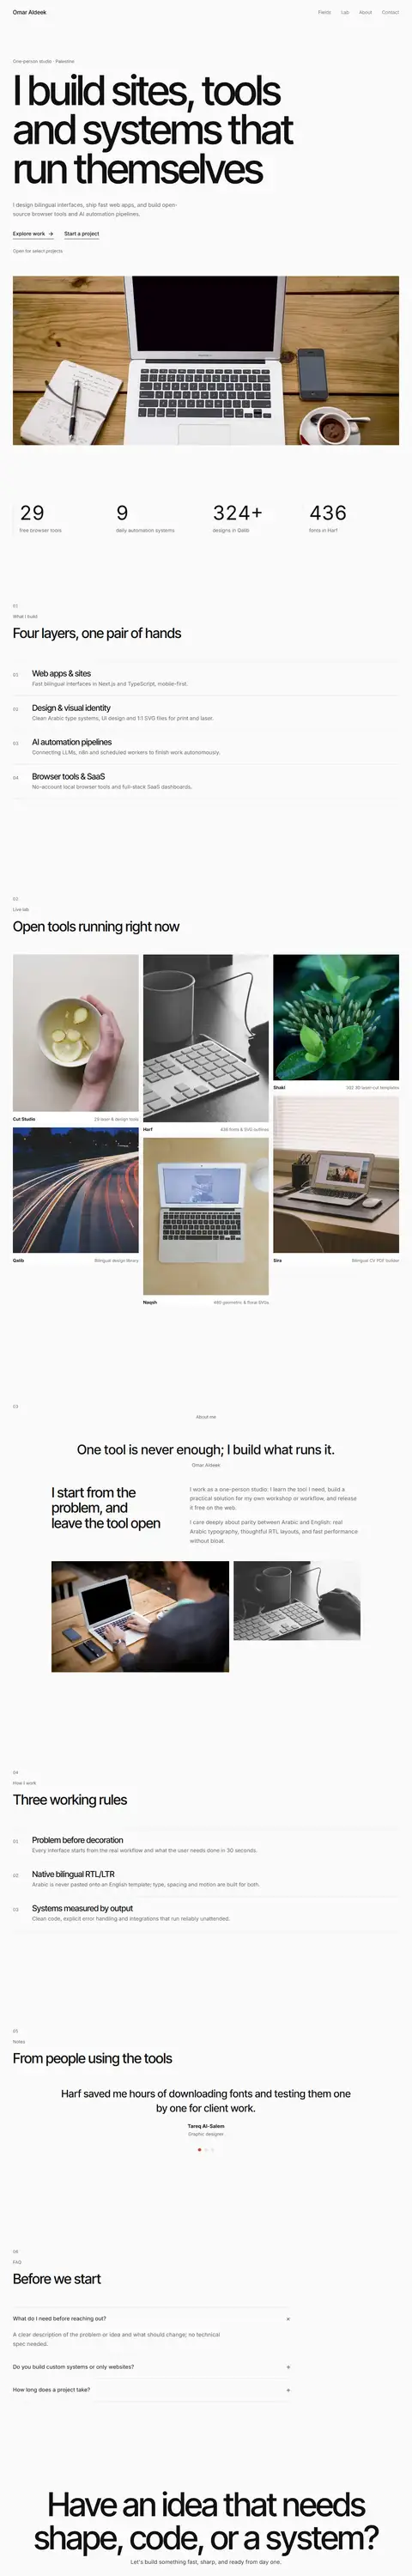 Omar Aldeek
Fields Lab About Contact
One-person studio · Palestine
I build sites, tools
and systems that
run themselves
I design bilingual interfaces, ship fast web apps, and build open-
source browser tools and AI automation pipelines.
Explore work → Start a project
Open for select projects
29 9 324+ 436
free browser tools daily automation systems designs in Qalib fonts in Harf
01
What I build
Four layers, one pair of hands
01 Web apps & sites
Fast bilingual interfaces in Next.js and TypeScript, mobile-first.
02 Design & visual identity
Clean Arabic type systems, UI design and 1:1 SVG files for print and laser.
03 AI automation pipelines
Connecting LLMs, n8n and scheduled workers to finish work autonomously.
04 Browser tools & SaaS
No-account local browser tools and full-stack SaaS dashboards.
02
Live lab
Open tools running right now
Cut Studio 29 laser & design tools
Harf 436 fonts & SVG outlines
3D laser-cut templates
Qalib Bilingual design library
Naqsh geometric & floral SVGs
Sira Bilingual CV PDF builder
03
About me
One tool is never enough; I build what runs it.
Omar Aldeek
I start from the
problem, and
leave the tool open
I work as a one-person studio: I learn the tool I need, build a
practical solution for my own workshop or workflow, and release
it free on the web.
I care deeply about parity between Arabic and English: real
Arabic typography, thoughtful RTL layouts, and fast performance
without bloat.
04
How I work
Three working rules
01 Problem before decoration
Every interface starts from the real workflow and what the user needs done in 30 seconds.
02 Native bilingual RTL/LTR
Arabic is never pasted onto an English template: type, spacing and motion are built for both.
03 Systems measured by output
Clean code, explicit error handling and integrations that run reliably unattended.
05
Notes
From people using the tools
Harf saved me hours of downloading fonts and testing them one
by one for client work.
Tareq Al-Salem
Graphic designer
06
FAQ
Before we start
What do I need before reaching out?
A clear description of the problem or idea and what should change; no technical
spec needed.
Do you build custom systems or only websites? +
How long does a project take? +
Have an idea that needs
shape, code, or a system?
Let's build something fast, sharp, and ready from day one.